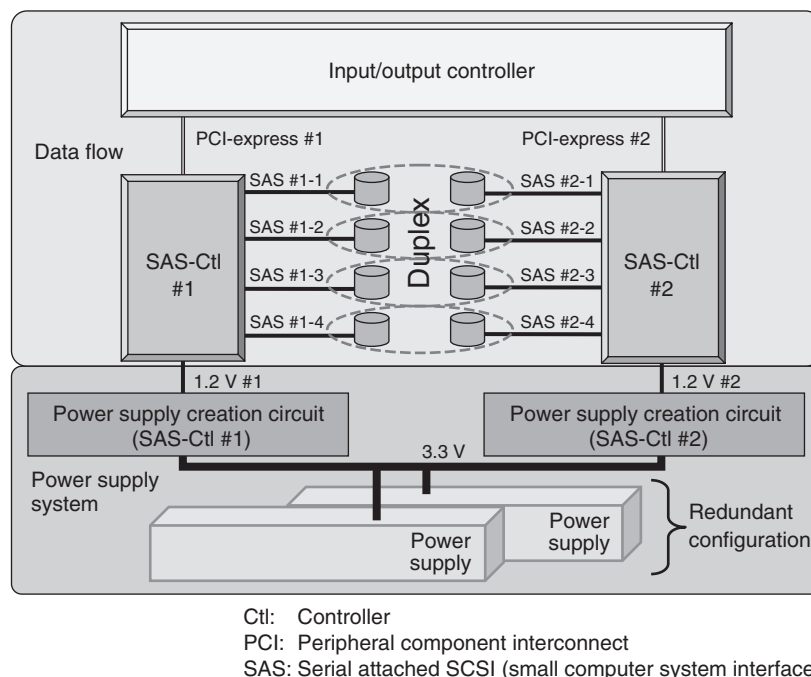 Input/output controller
PCI-express #1
PCI-express #2
Data flow
SAS #1-1
SAS #2-1
SAS #1-2
SAS #2-2
SAS #1-3
SAS #2-3
SAS #1-4
SAS #2-4
Duplex
SAS-Ctl
#1
SAS-Ctl
#2
1.2 V #1
1.2 V #2
Power supply creation circuit
(SAS-Ctl #1)
Power supply creation circuit
(SAS-Ctl #2)
3.3 V
Power supply
system
Power
supply
Power
supply
Redundant
configuration
Ctl: Controller
PCI: Peripheral component interconnect
SAS: Serial attached SCSI (small computer system interface